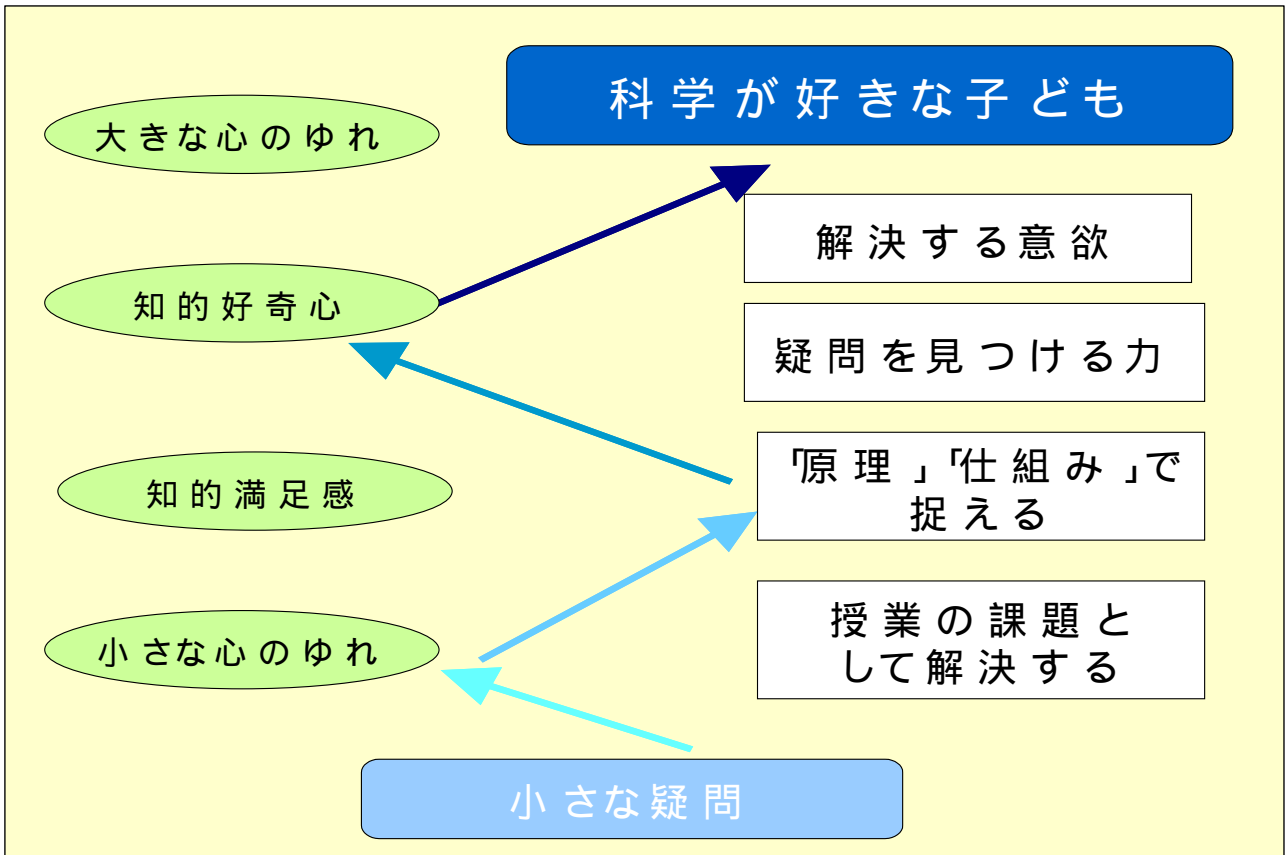 科学が好きな子ども
大きな心のゆれ
解決する意欲
知的好奇心
疑問を見つける力
「原理」「仕組み」で
捉える
知的満足感
授業の課題と
して解決する
小さな心のゆれ
小さな疑問